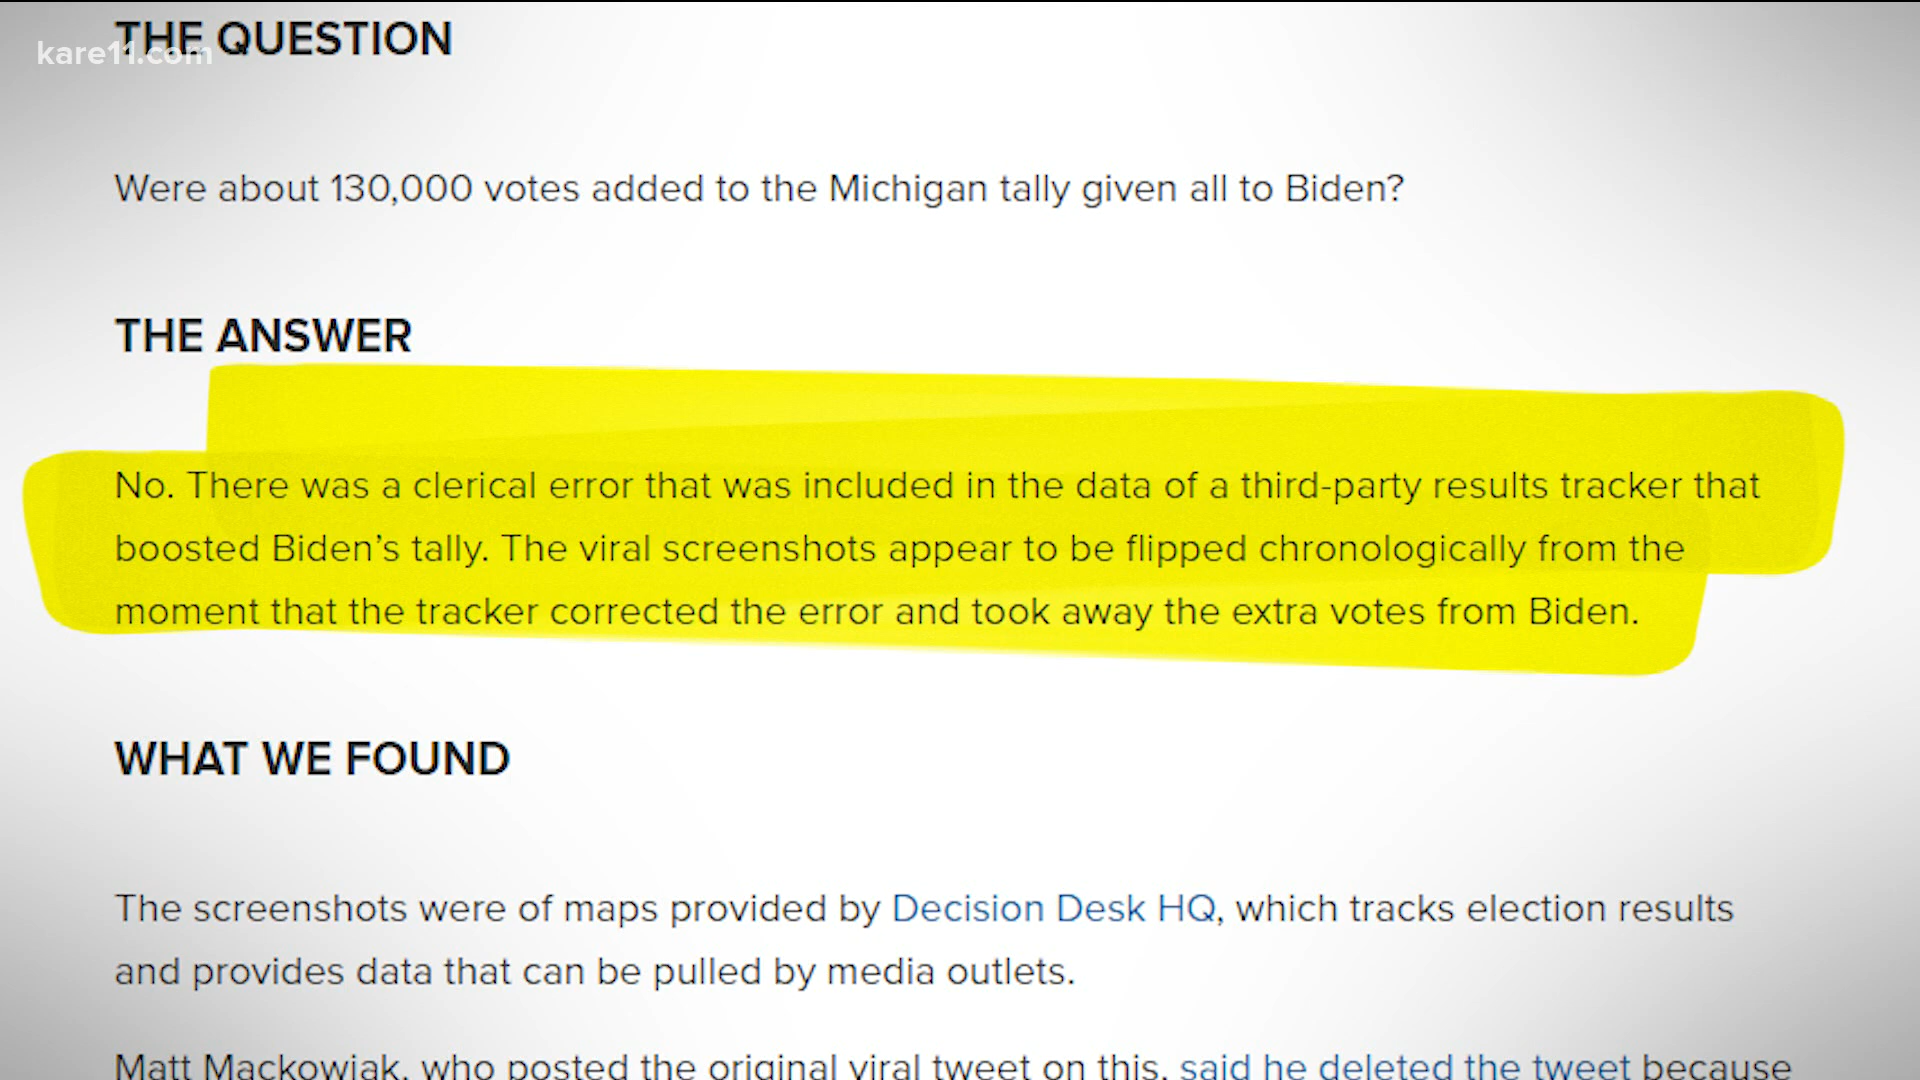 THE QUESTION
kare11.com
Were about 130,000 votes added to the Michigan tally given all to Biden?
THE ANSWER
No. There was a clerical error that was included in the data of a third-party results tracker that
boosted Biden’s tally. The viral screenshots appear to be flipped chronologically from the
moment that the tracker corrected the error and took away the extra votes from Biden.
WHAT WE FOUND
The screenshots were of maps provided by Decision Desk HQ, which tracks election results
and provides data that can be pulled by media outlets.
Matt Mackowiak, who posted the original viral tweet on this, said he deleted the tweet because